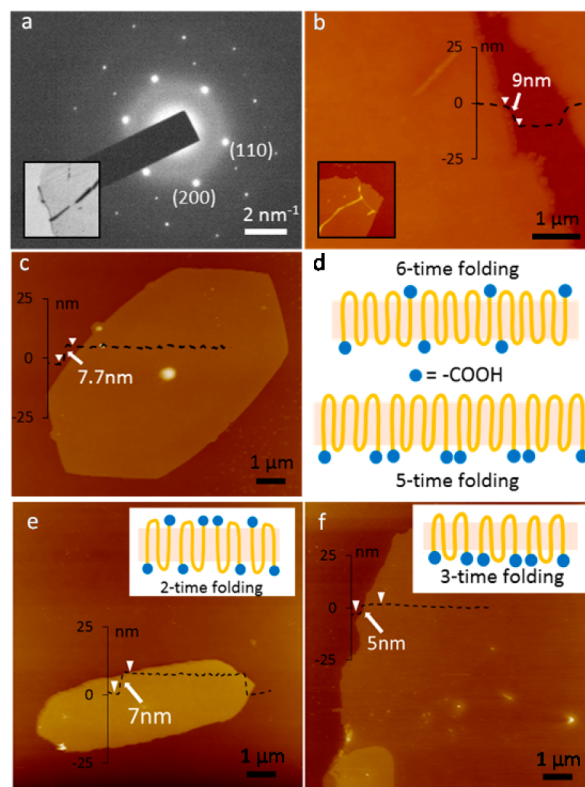 a
(110)
(200)
2 nm⁻¹
b
25
nm
0
9nm
-25
1 μm
c
25
nm
0
-25
7.7nm
1 μm
d
6-time folding
= -COOH
5-time folding
e
2-time folding
25
nm
0
7nm
-25
1 μm
f
3-time folding
25
nm
0
5nm
-25
1 μm